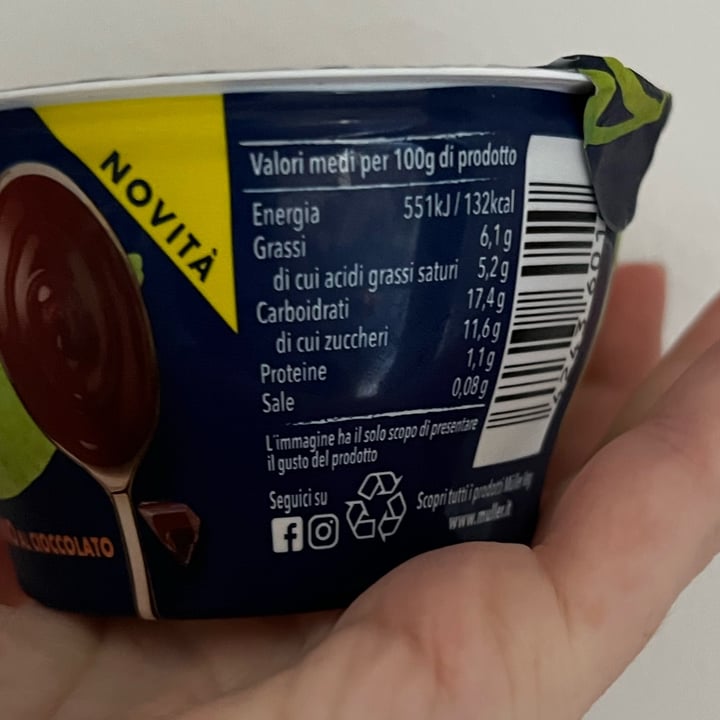 NOVITÀ
AL CIOCCOLATO
Valori medi per 100g di prodotto
Energia 551kJ / 132kcal
Grassi 6,1g
di cui acidi grassi saturi 5,2g
Carboidrati 17,4g
di cui zuccheri 11,6g
Proteine 1,1g
Sale 0,08g
L'immagine ha il solo scopo di presentare
il gusto del prodotto
Seguici su
Scopri tutti i prodotti Müller
www.muller.it